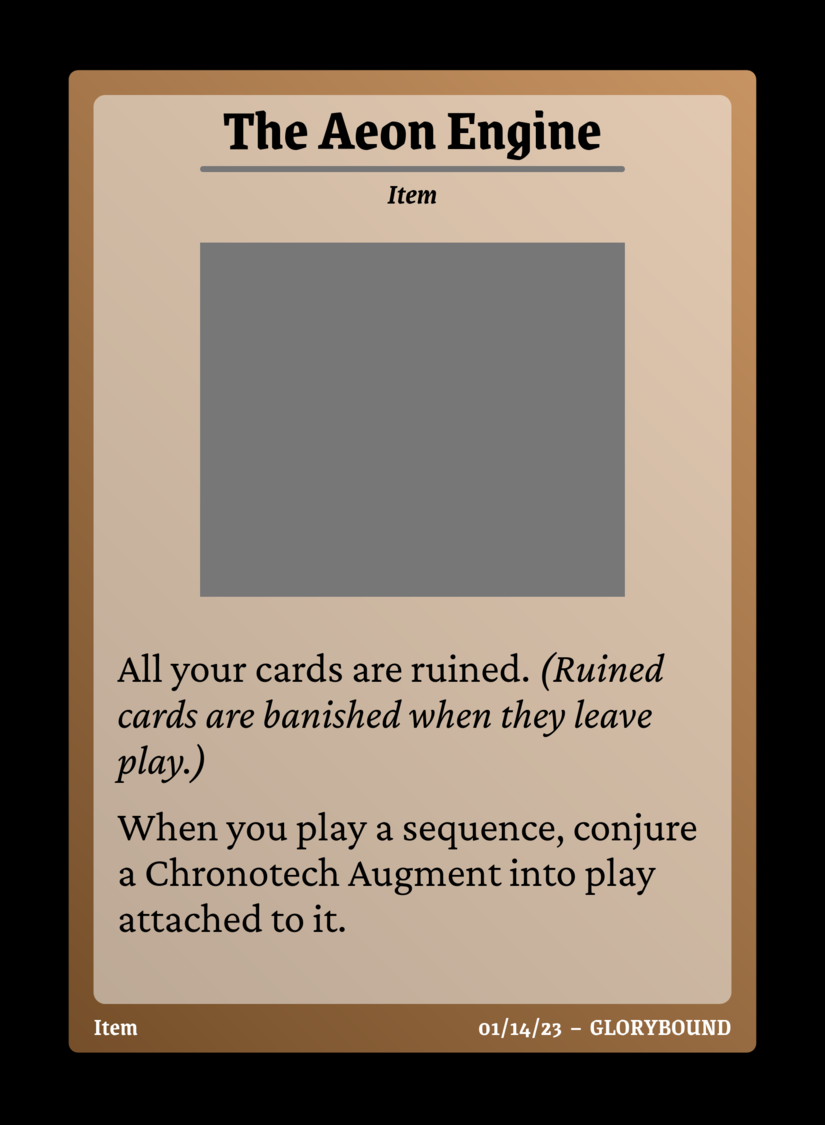 The Aeon Engine
Item
All your cards are ruined. (Ruined
cards are banished when they leave
play.)
When you play a sequence, conjure
a Chronotech Augment into play
attached to it.
Item
01/14/23 – GLORYBOUND